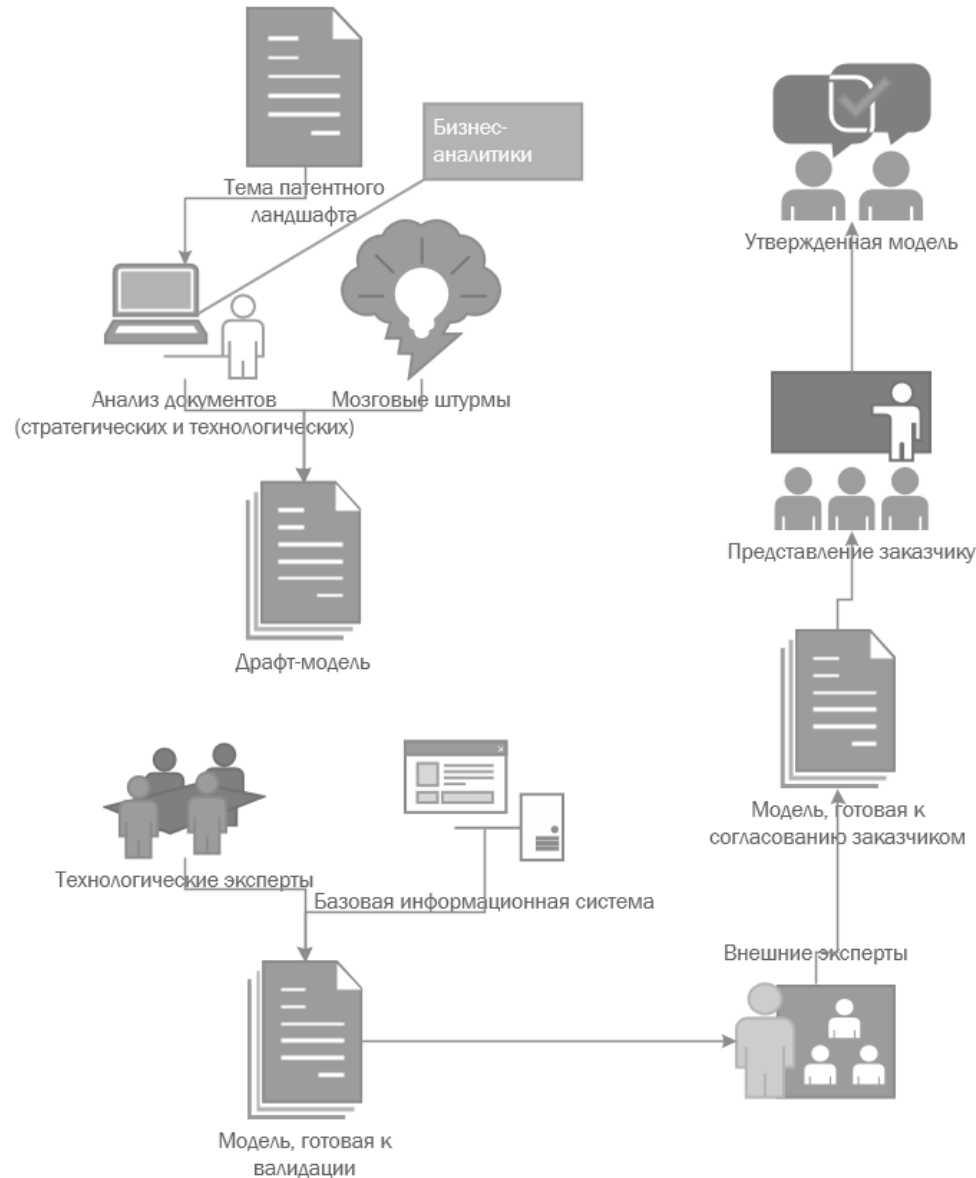 Бизнес-
аналитики
Тема патентного
ландшафта
Утвержденная модель
Анализ документов
(стратегических и технологических)
Мозговые штурмы
Представление заказчику
Драфт-модель
Модель, готовая к
согласованию заказчиком
Технологические эксперты
Базовая информационная система
Внешние эксперты
Модель, готовая к
валидации